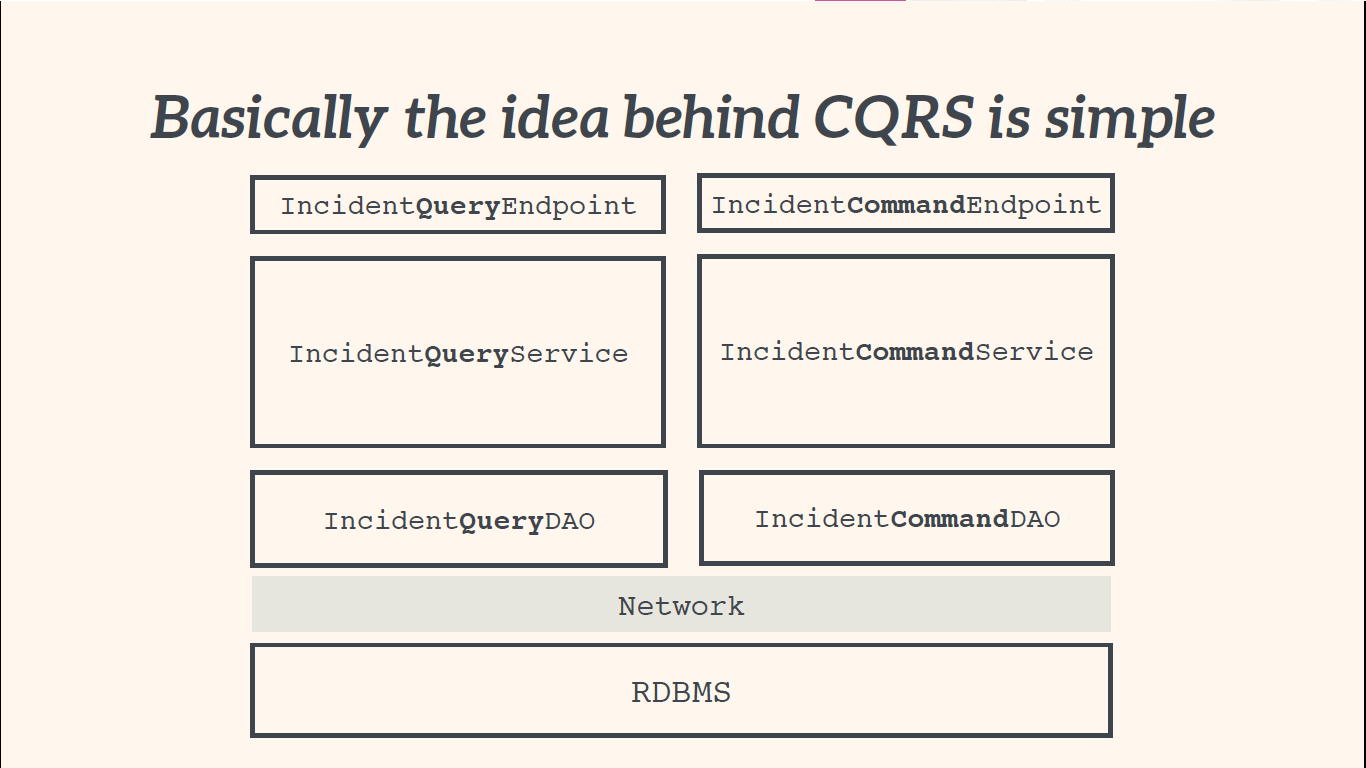 Basically the idea behind CQRS is simple
IncidentQueryEndpoint
IncidentCommandEndpoint
IncidentQueryService
IncidentCommandService
IncidentQueryDAO
IncidentCommandDAO
Network
RDBMS